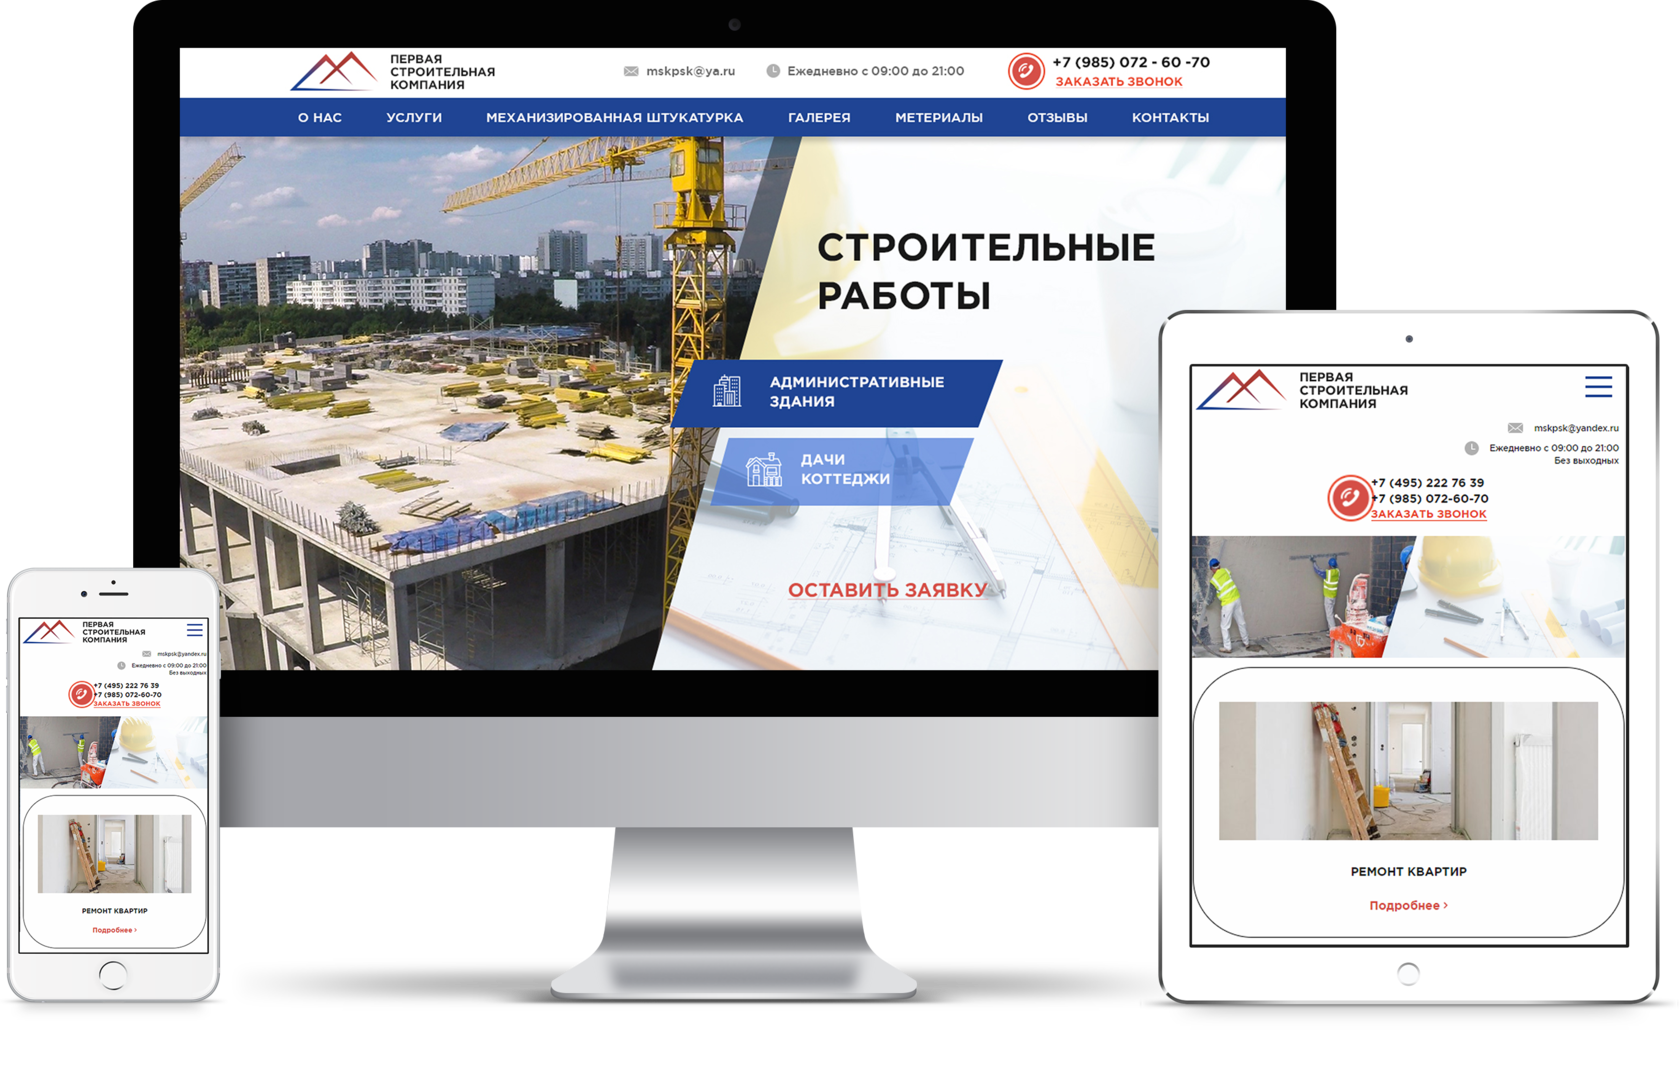 ПЕРВАЯ
СТРОИТЕЛЬНАЯ
КОМПАНИЯ
mskpsk@ya.ru
Ежедневно с 09:00 до 21:00
+7 (985) 072 - 60 -70
ЗАКАЗАТЬ ЗВОНОК
О НАС УСЛУГИ МЕХАНИЗИРОВАННАЯ ШТУКАТУРКА ГАЛЕРЕЯ МЕТЕРИАЛЫ ОТЗЫВЫ КОНТАКТЫ
СТРОИТЕЛЬНЫЕ
РАБОТЫ
АДМИНИСТРАТИВНЫЕ
ЗДАНИЯ
ДАЧИ
КОТТЕДЖИ
ОСТАВИТЬ ЗАЯВКУ
ПЕРВАЯ
СТРОИТЕЛЬНАЯ
КОМПАНИЯ
mskpsk@yandex.ru
Ежедневно с 09:00 до 21:00
Без выходных
+7 (495) 222 76 39
+7 (985) 072-60-70
ЗАКАЗАТЬ ЗВОНОК
РЕМОНТ КВАРТИР
Подробнее ›
ПЕРВАЯ
СТРОИТЕЛЬНАЯ
КОМПАНИЯ
mskpsk@yandex.ru
Ежедневно с 09:00 до 21:00
Без выходных
+7 (495) 222 76 39
+7 (985) 072-60-70
ЗАКАЗАТЬ ЗВОНОК
РЕМОНТ КВАРТИР
Подробнее ›